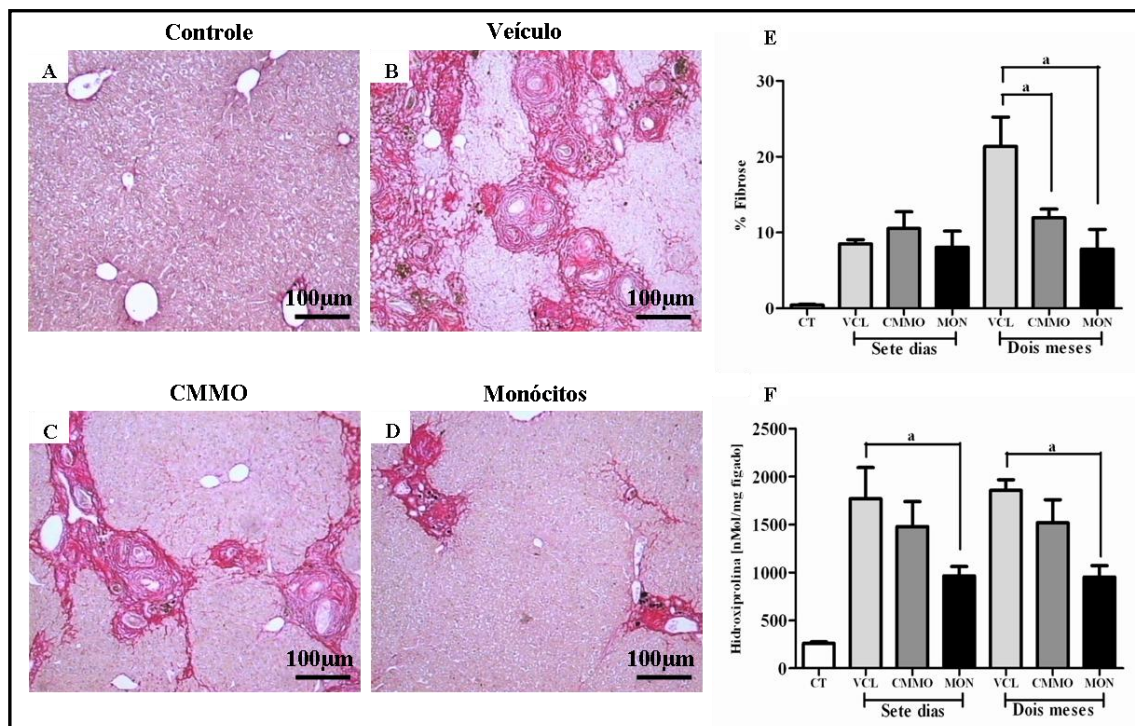 Controle
Veículo
A
B
100μm
100μm
CMMO
Monócitos
C
D
100μm
100μm
E
a
a
30
20
10
0
% Fibrose
CT VCL CMMO MON VCL CMMO MON
Sete dias Dois meses
F
a a
2500
2000
1500
1000
500
0
Hidroxiprolina [nMol/mg fígado]
CT VCL CMMO MON VCL CMMO MON
Sete dias Dois meses